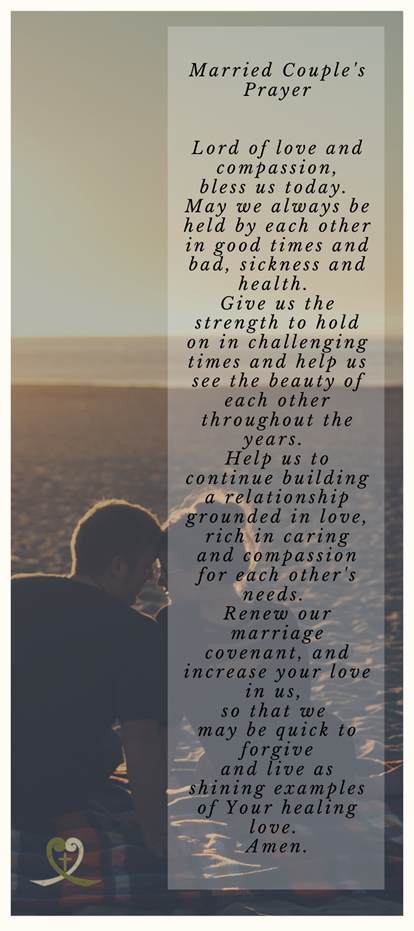 Married Couple's
Prayer
Lord of love and
compassion,
bless us today.
May we always be
held by each other
in good times and
bad, sickness and
health.
Give us the
strength to hold
on in challenging
times and help us
see the beauty of
each other
throughout the
years.
Help us to
continue building
a relationship
grounded in love,
rich in caring
and compassion
for each other's
needs.
Renew our
marriage
covenant, and
increase your love
in us,
so that we
may be quick to
forgive
and live as
shining examples
of Your healing
love.
Amen.